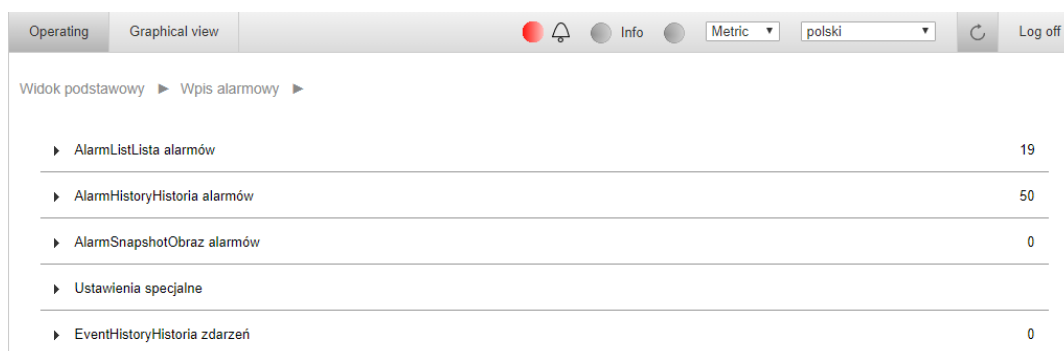 Operating Graphical view Info Metric polski Log off
Widok podstawowy ► Wpis alarmowy ►
AlarmListLista alarmów 19
AlarmHistoryHistoria alarmów 50
AlarmSnapshotObraz alarmów 0
Ustawienia specjalne
EventHistoryHistoria zdarzeń 0